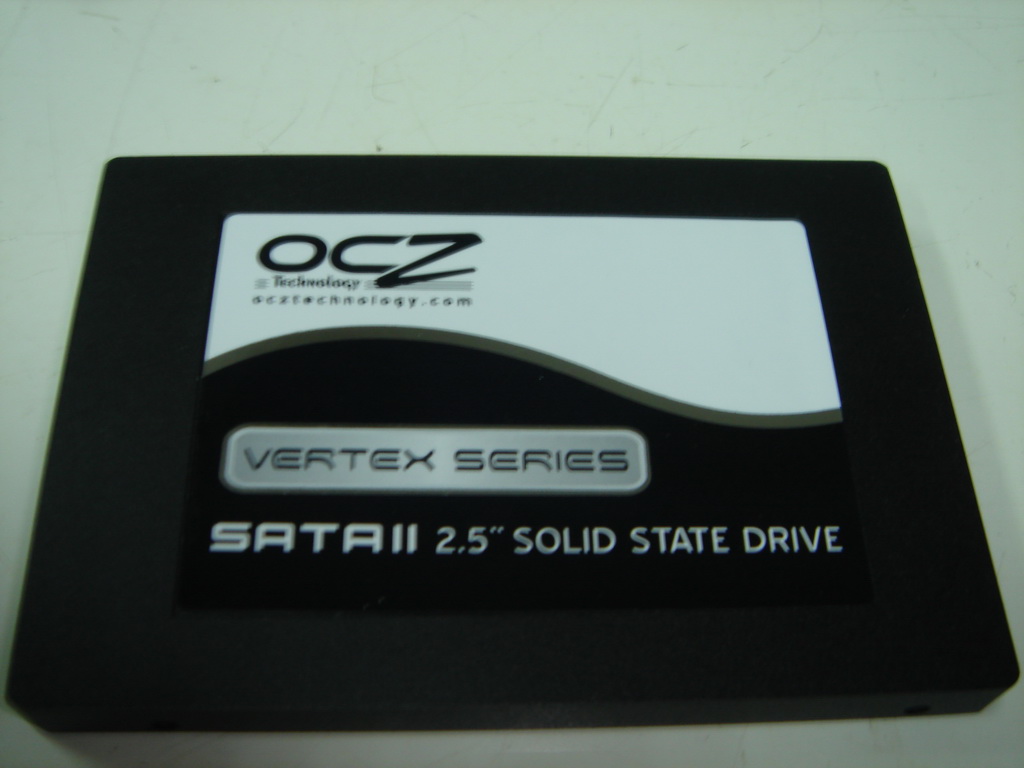 OCZ
Technology
ocztechnology.com
VERTEX SERIES
SATAII 2.5" SOLID STATE DRIVE